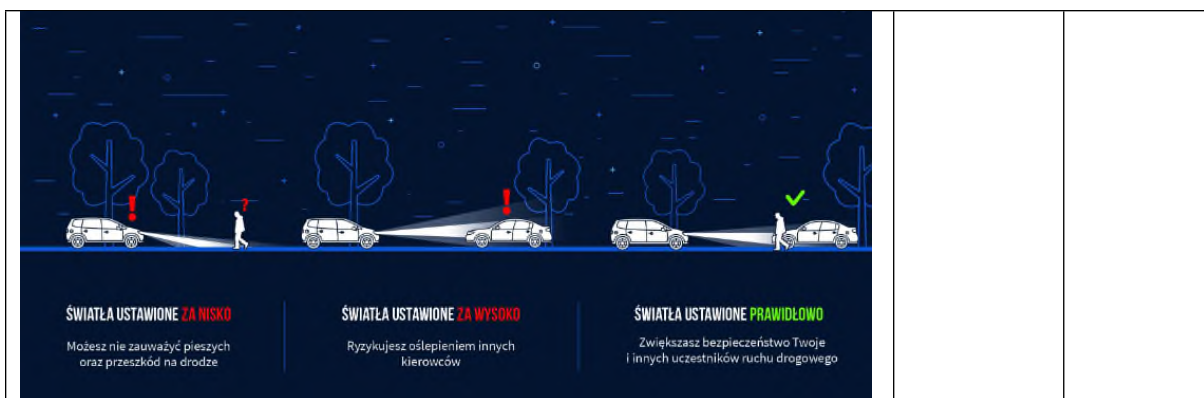 ŚWIATŁA USTAWIONE ZA NISKO
Możesz nie zauważyć pieszych
oraz przeszkód na drodze
ŚWIATŁA USTAWIONE ZA WYSOKO
Ryzykujesz oślepieniem innych
kierowców
ŚWIATŁA USTAWIONE PRAWIDŁOWO
Zwiększasz bezpieczeństwo Twoje
i innych uczestników ruchu drogowego